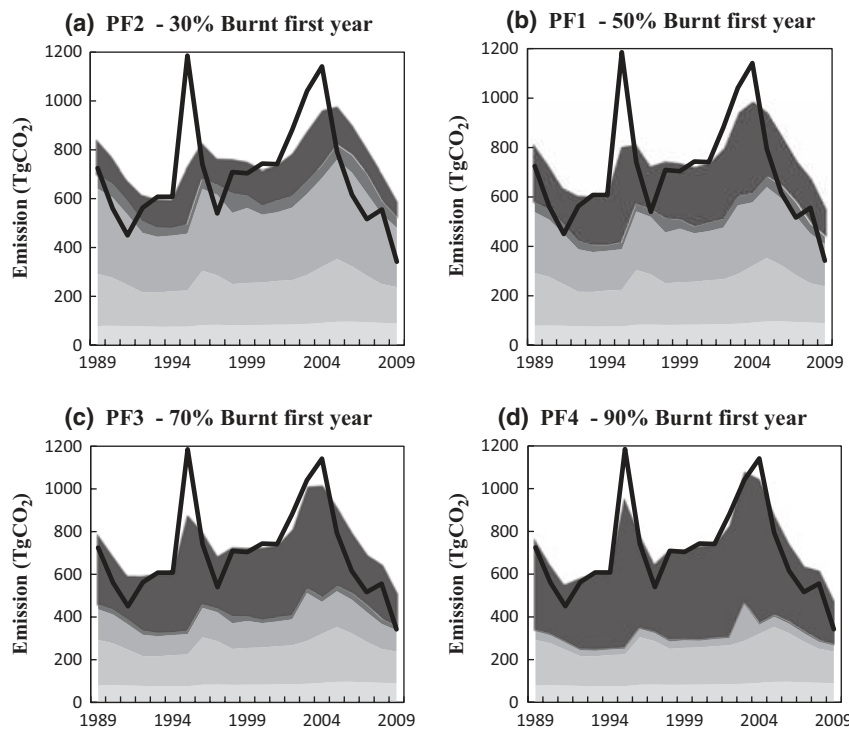 (a) PF2 - 30% Burnt first year
1200
1000
800
600
400
200
0
Emission (TgCO₂)
1989 1994 1999 2004 2009
(b) PF1 - 50% Burnt first year
1200
1000
800
600
400
200
0
Emission (TgCO₂)
1989 1994 1999 2004 2009
(c) PF3 - 70% Burnt first year
1200
1000
800
600
400
200
0
Emission (TgCO₂)
1989 1994 1999 2004 2009
(d) PF4 - 90% Burnt first year
1200
1000
800
600
400
200
0
Emission (TgCO₂)
1989 1994 1999 2004 2009